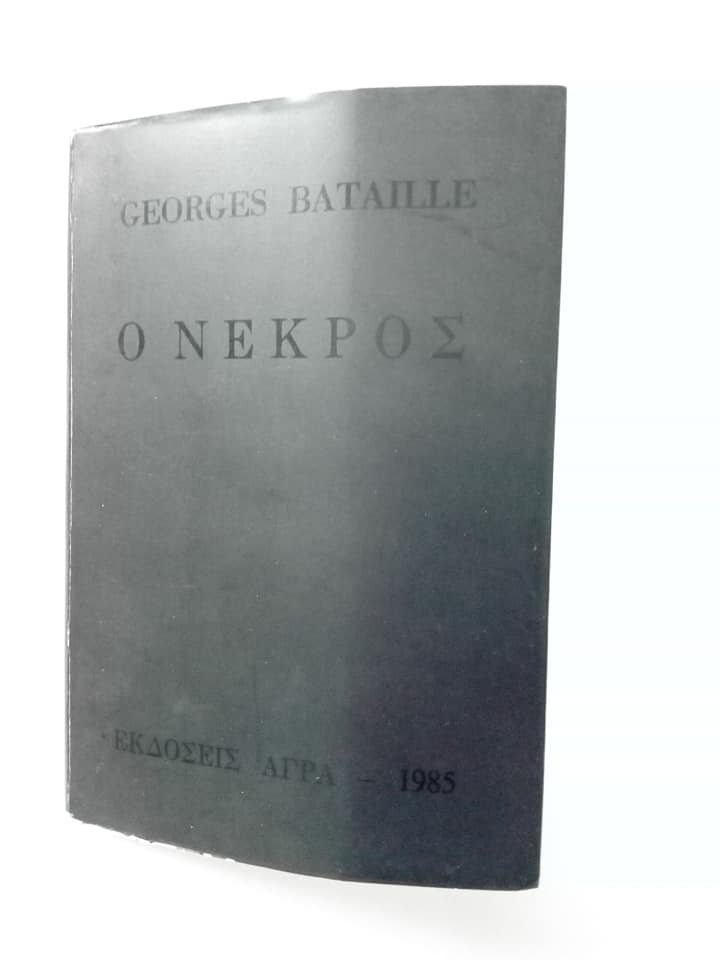 GEORGES BATAILLE
Ο ΝΕΚΡΟΣ
ΕΚΔΟΣΕΙΣ ΑΓΡΑ – 1985